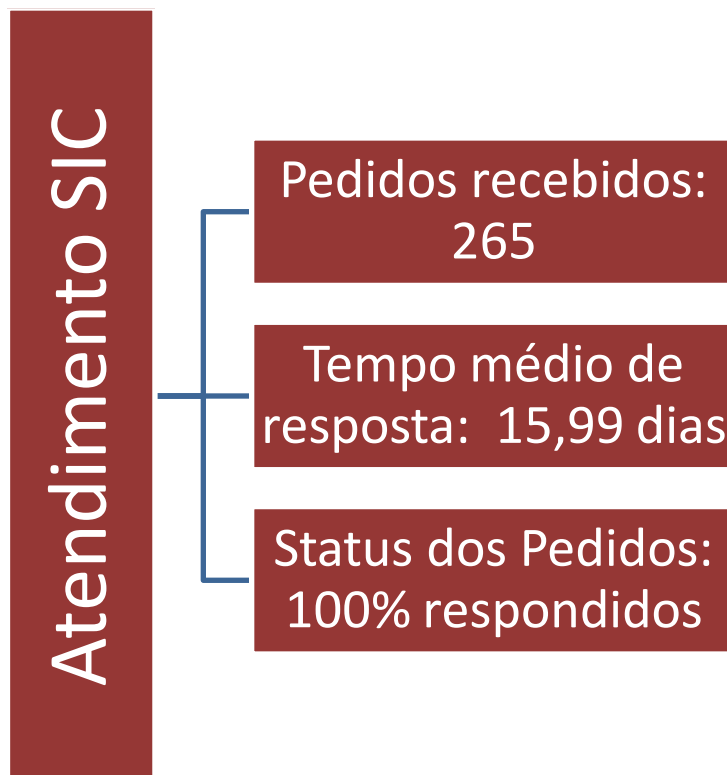 Atendimento SIC
Pedidos recebidos:
265
Tempo médio de
resposta: 15,99 dias
Status dos Pedidos:
100% respondidos